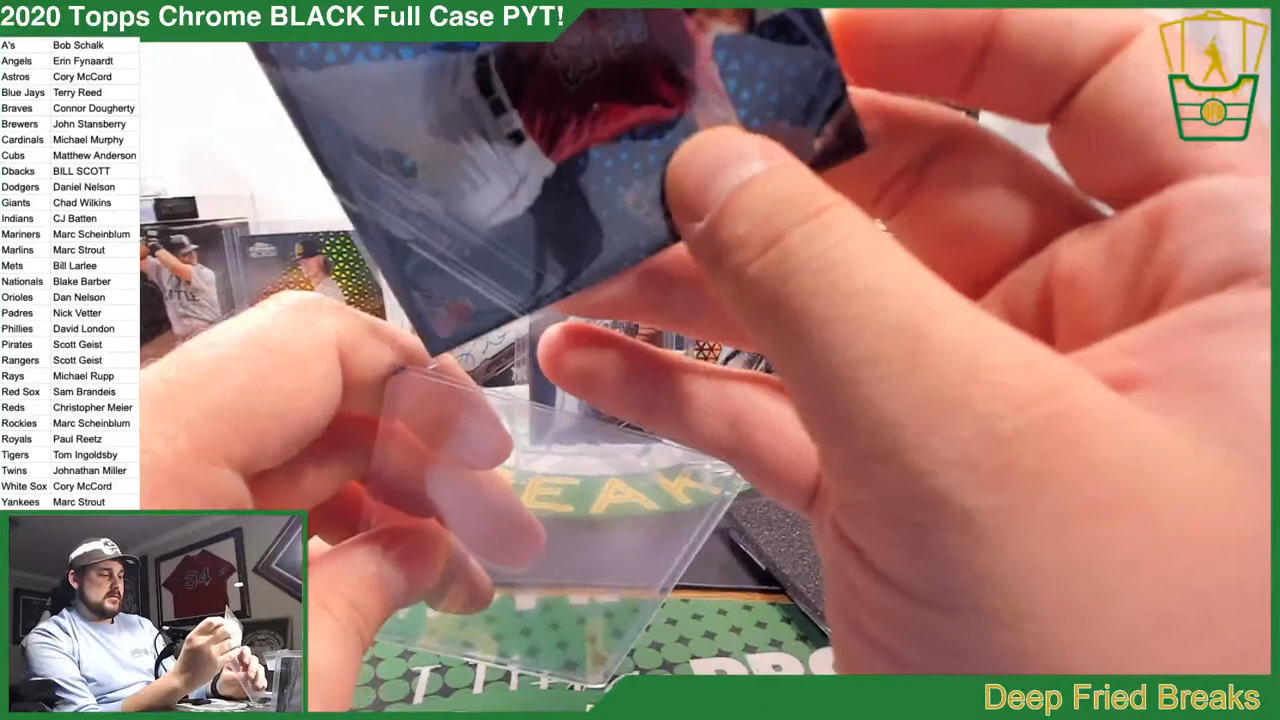 2020 Topps Chrome BLACK Full Case PYT!
A's Bob Schalk
Angels Erin Fynaardt
Astros Cory McCord
Blue Jays Terry Reed
Braves Connor Dougherty
Brewers John Stansberry
Cardinals Michael Murphy
Cubs Matthew Anderson
Dbacks BILL SCOTT
Dodgers Daniel Nelson
Giants Chad Wilkins
Indians CJ Batten
Mariners Marc Scheinblum
Marlins Marc Strout
Mets Bill Larlee
Nationals Blake Barber
Orioles Dan Nelson
Padres Nick Vetter
Phillies David London
Pirates Scott Geist
Rangers Scott Geist
Rays Michael Rupp
Red Sox Sam Brandeis
Reds Christopher Meier
Rockies Marc Scheinblum
Royals Paul Reetz
Tigers Tom Ingoldsby
Twins Johnathan Miller
White Sox Cory McCord
Yankees Marc Strout
EAK
34
Deep Fried Breaks